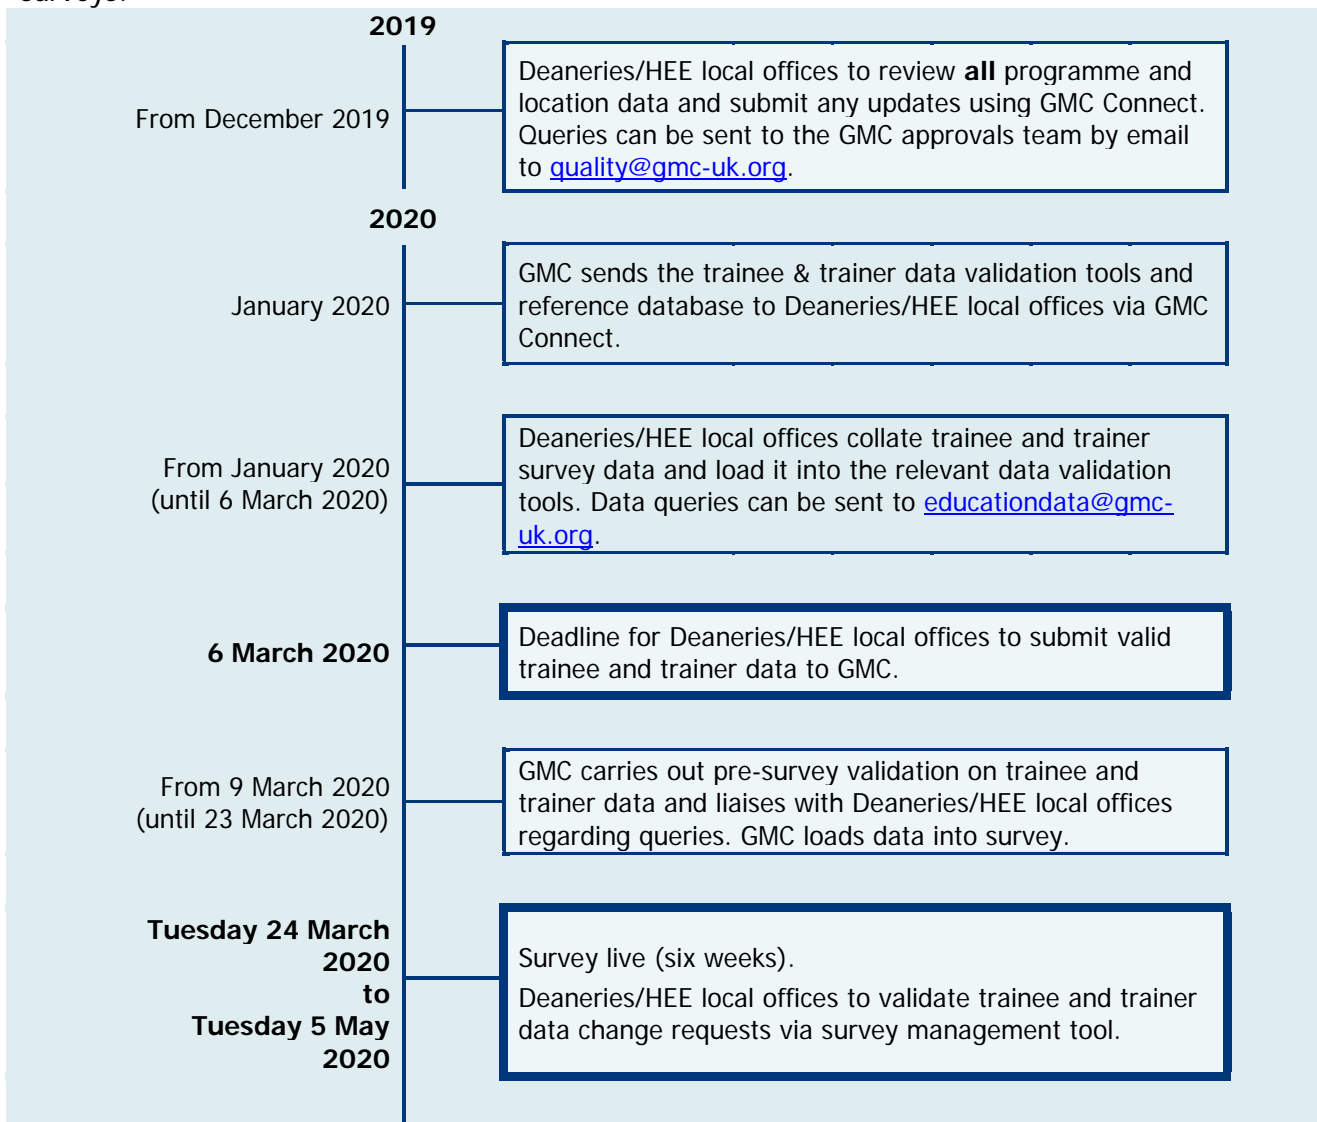 surveys.
2019
From December 2019
Deaneries/HEE local offices to review all programme and
location data and submit any updates using GMC Connect.
Queries can be sent to the GMC approvals team by email
to quality@gmc-uk.org.
2020
January 2020
GMC sends the trainee & trainer data validation tools and
reference database to Deaneries/HEE local offices via GMC
Connect.
From January 2020
(until 6 March 2020)
Deaneries/HEE local offices collate trainee and trainer
survey data and load it into the relevant data validation
tools. Data queries can be sent to educationdata@gmc-
uk.org.
6 March 2020
Deadline for Deaneries/HEE local offices to submit valid
trainee and trainer data to GMC.
From 9 March 2020
(until 23 March 2020)
GMC carries out pre-survey validation on trainee and
trainer data and liaises with Deaneries/HEE local offices
regarding queries. GMC loads data into survey.
Tuesday 24 March
2020
to
Tuesday 5 May
2020
Survey live (six weeks).
Deaneries/HEE local offices to validate trainee and trainer
data change requests via survey management tool.